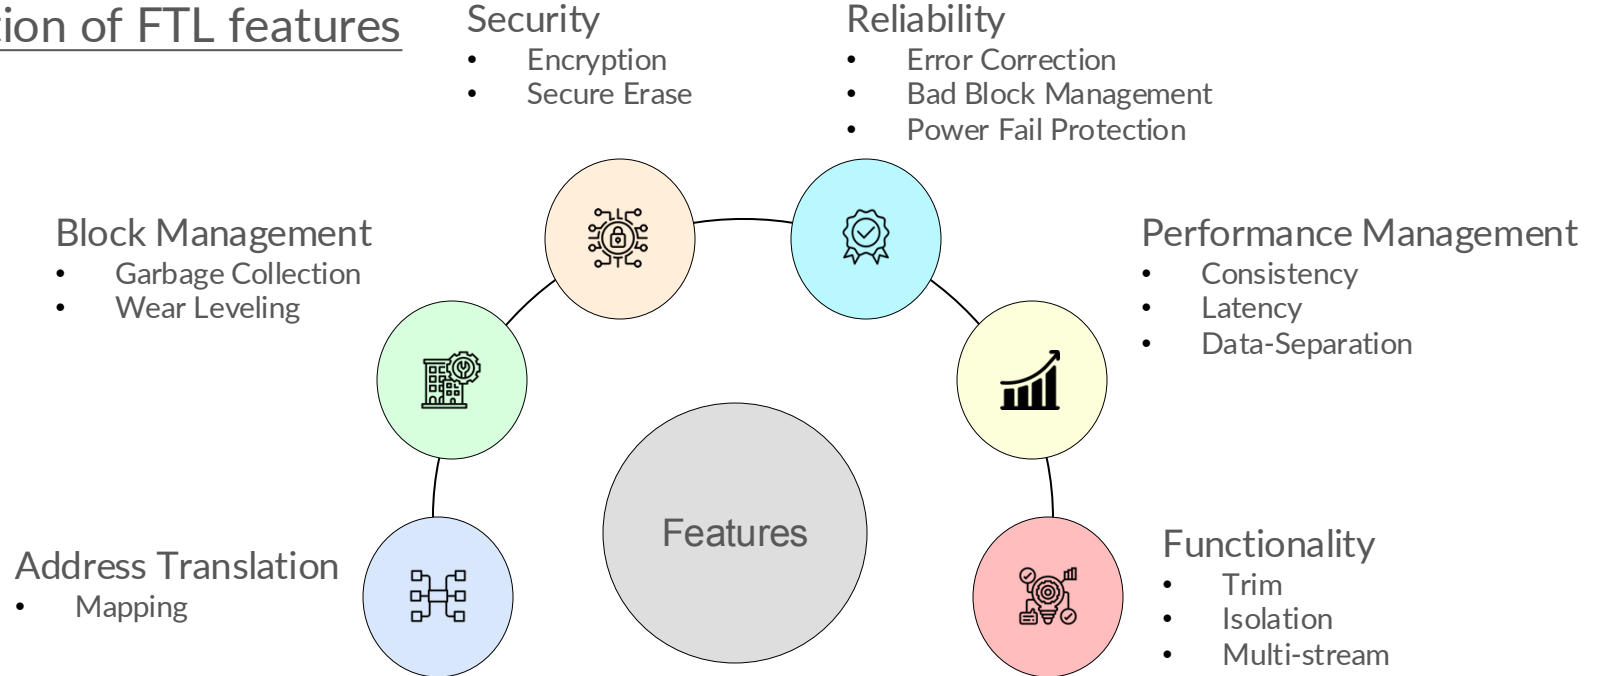 tion of FTL features
Security
• Encryption
• Secure Erase
Reliability
• Error Correction
• Bad Block Management
• Power Fail Protection
Block Management
• Garbage Collection
• Wear Leveling
Performance Management
• Consistency
• Latency
• Data-Separation
Features
Address Translation
• Mapping
Functionality
• Trim
• Isolation
• Multi-stream